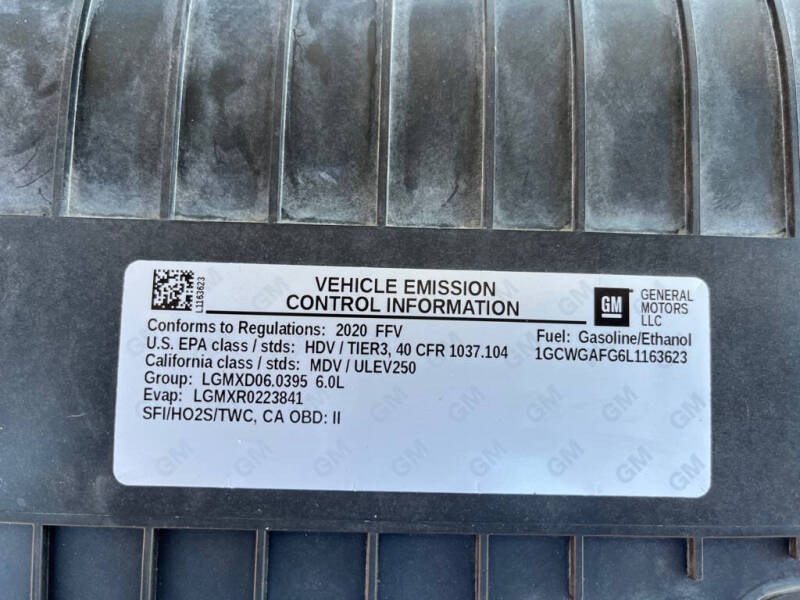 L1163623
VEHICLE EMISSION
CONTROL INFORMATION
GM
GENERAL
MOTORS
LLC
Conforms to Regulations: 2020 FFV
Fuel: Gasoline/Ethanol
U.S. EPA class / stds: HDV / TIER3, 40 CFR 1037.104
1GCWGAFG6L1163623
California class / stds: MDV / ULEV250
Group: LGMXD06.0395 6.0L
Evap: LGMXR0223841
SFI/HO2S/TWC, CA OBD: II